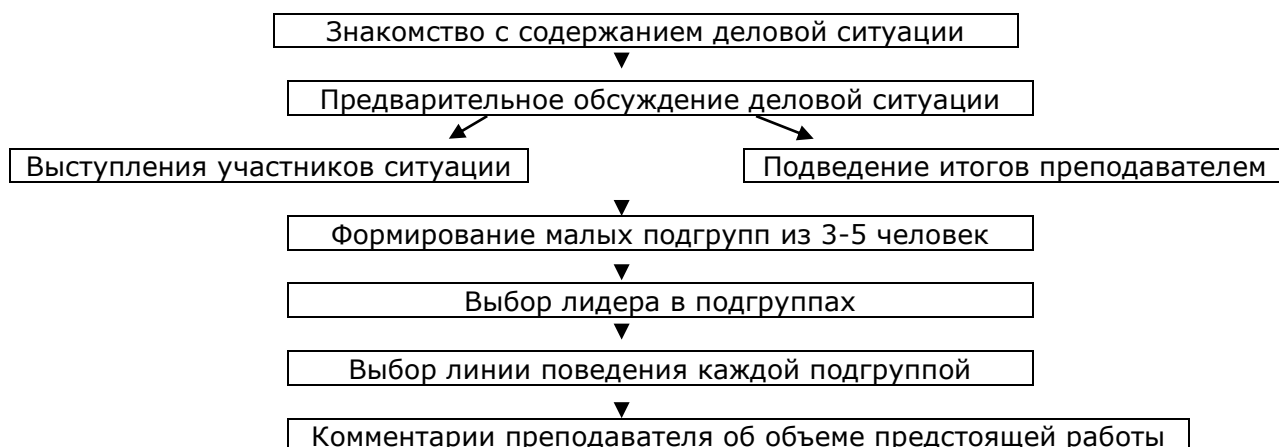 Знакомство с содержанием деловой ситуации
Предварительное обсуждение деловой ситуации
Выступления участников ситуации
Подведение итогов преподавателем
Формирование малых подгрупп из 3-5 человек
Выбор лидера в подгруппах
Выбор линии поведения каждой подгруппой
Комментарии преподавателя об объеме предстоящей работы